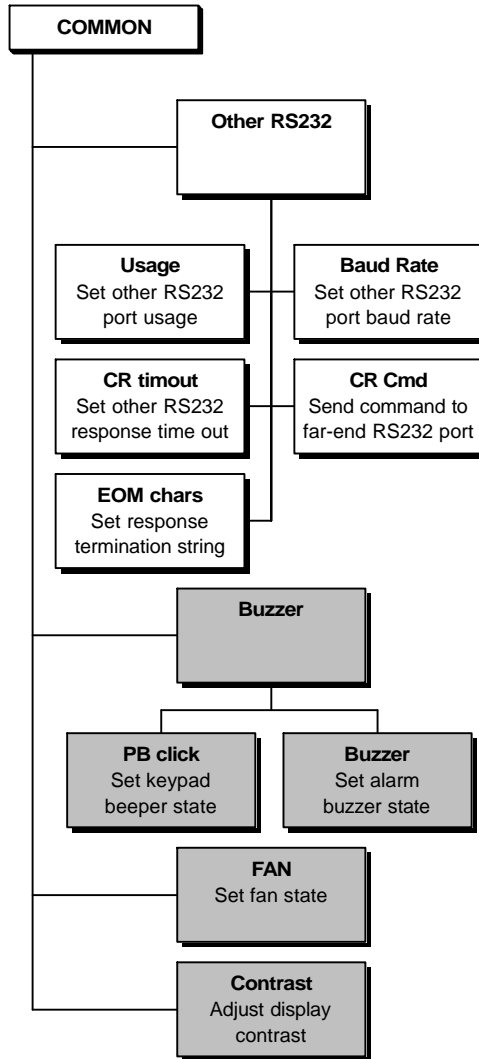 COMMON
Other RS232
Usage
Set other RS232
port usage
Baud Rate
Set other RS232
port baud rate
CR timout
Set other RS232
response time out
CR Cmd
Send command to
far-end RS232 port
EOM chars
Set response
termination string
Buzzer
PB click
Set keypad
beeper state
Buzzer
Set alarm
buzzer state
FAN
Set fan state
Contrast
Adjust display
contrast